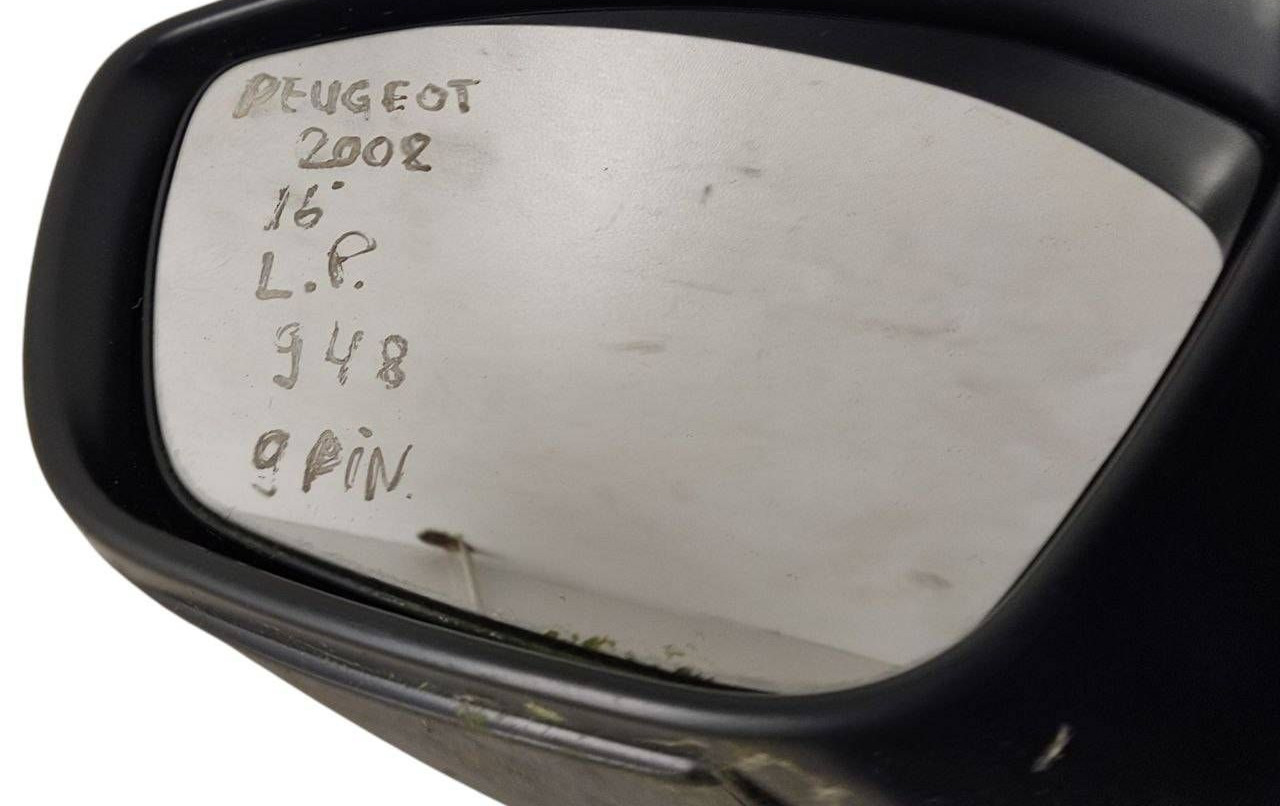 PEUGEOT
2008
16"
L.P.
948
9 PIN.